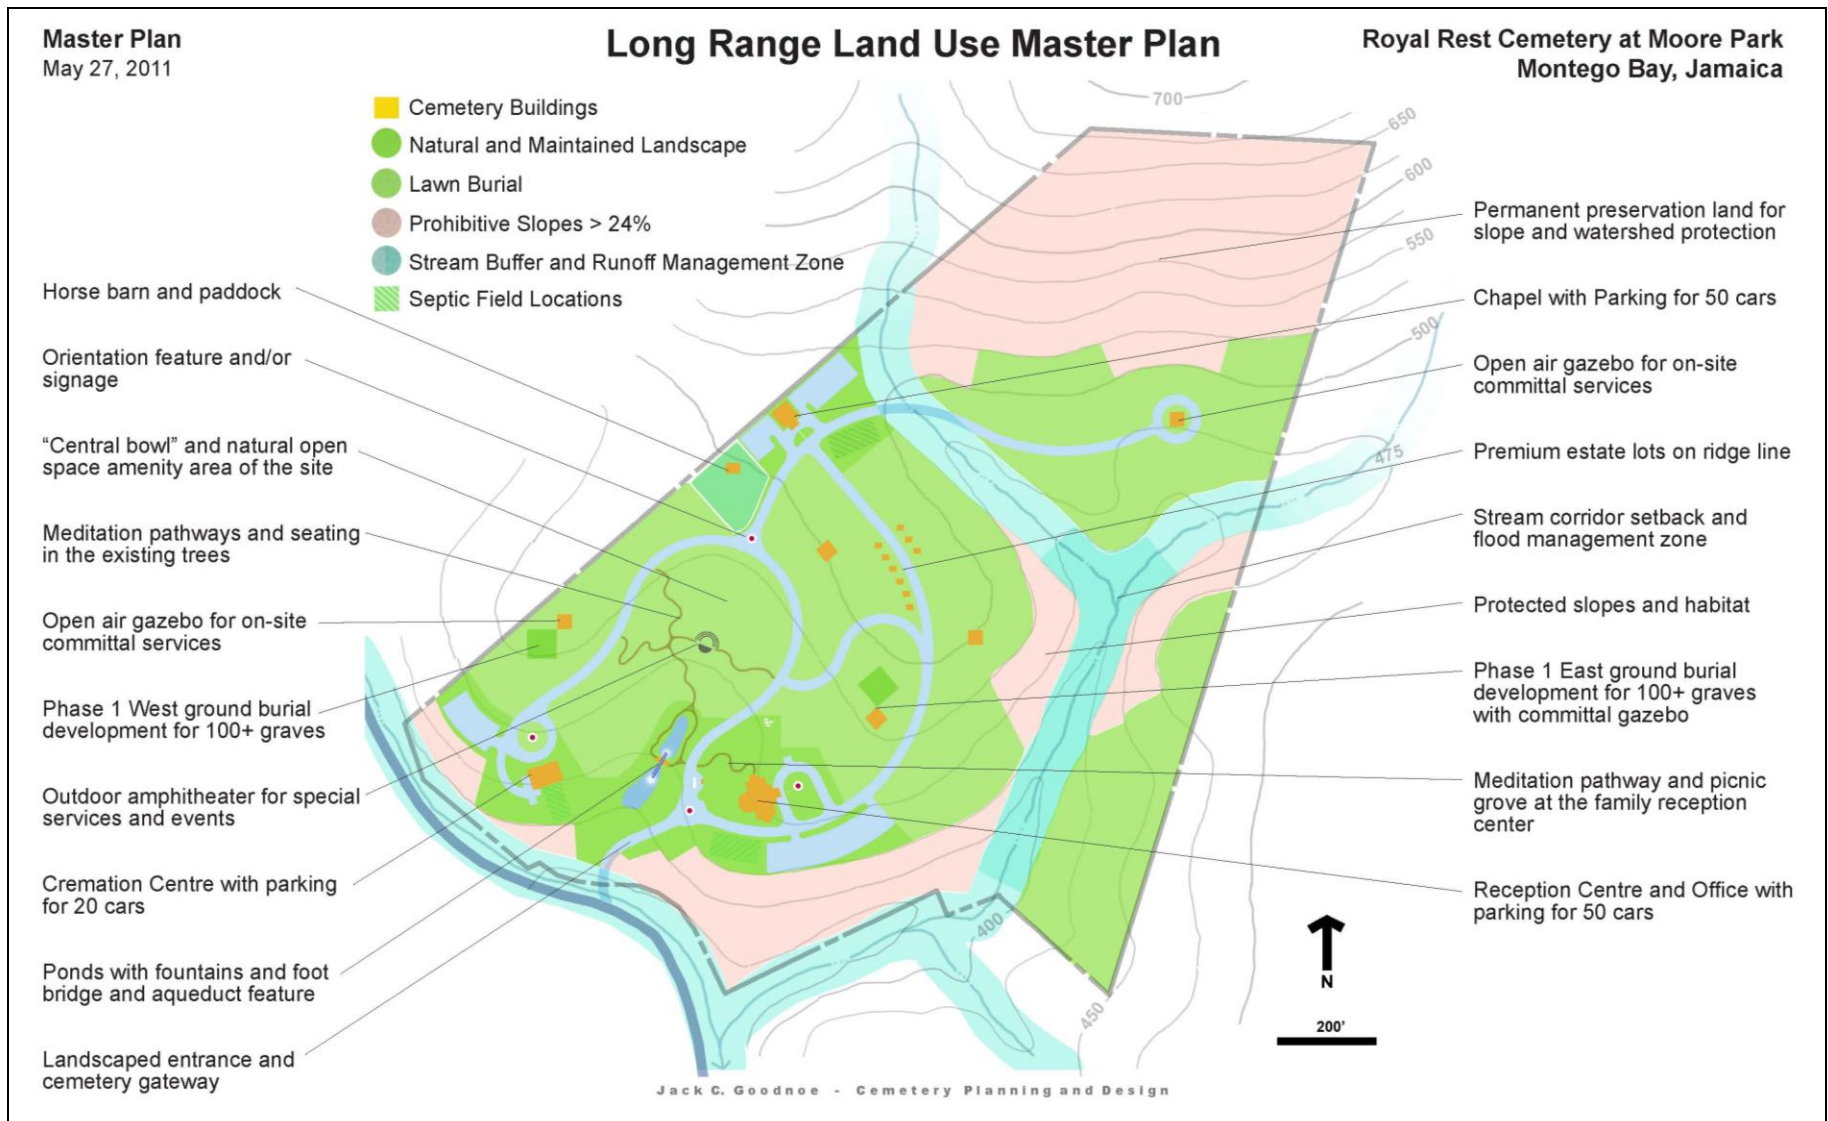 Master Plan
May 27, 2011
Long Range Land Use Master Plan
Royal Rest Cemetery at Moore Park
Montego Bay, Jamaica
Cemetery Buildings
Natural and Maintained Landscape
Lawn Burial
Prohibitive Slopes > 24%
Stream Buffer and Runoff Management Zone
Septic Field Locations
Horse barn and paddock
Orientation feature and/or
signage
“Central bowl” and natural open
space amenity area of the site
Meditation pathways and seating
in the existing trees
Open air gazebo for on-site
committal services
Phase 1 West ground burial
development for 100+ graves
Outdoor amphitheater for special
services and events
Cremation Centre with parking
for 20 cars
Ponds with fountains and foot
bridge and aqueduct feature
Landscaped entrance and
cemetery gateway
700
650
600
550
500
475
400
450
Permanent preservation land for
slope and watershed protection
Chapel with Parking for 50 cars
Open air gazebo for on-site
committal services
Premium estate lots on ridge line
Stream corridor setback and
flood management zone
Protected slopes and habitat
Phase 1 East ground burial
development for 100+ graves
with committal gazebo
Meditation pathway and picnic
grove at the family reception
center
Reception Centre and Office with
parking for 50 cars
N
200'
Jack C. Goodnoe - Cemetery Planning and Design